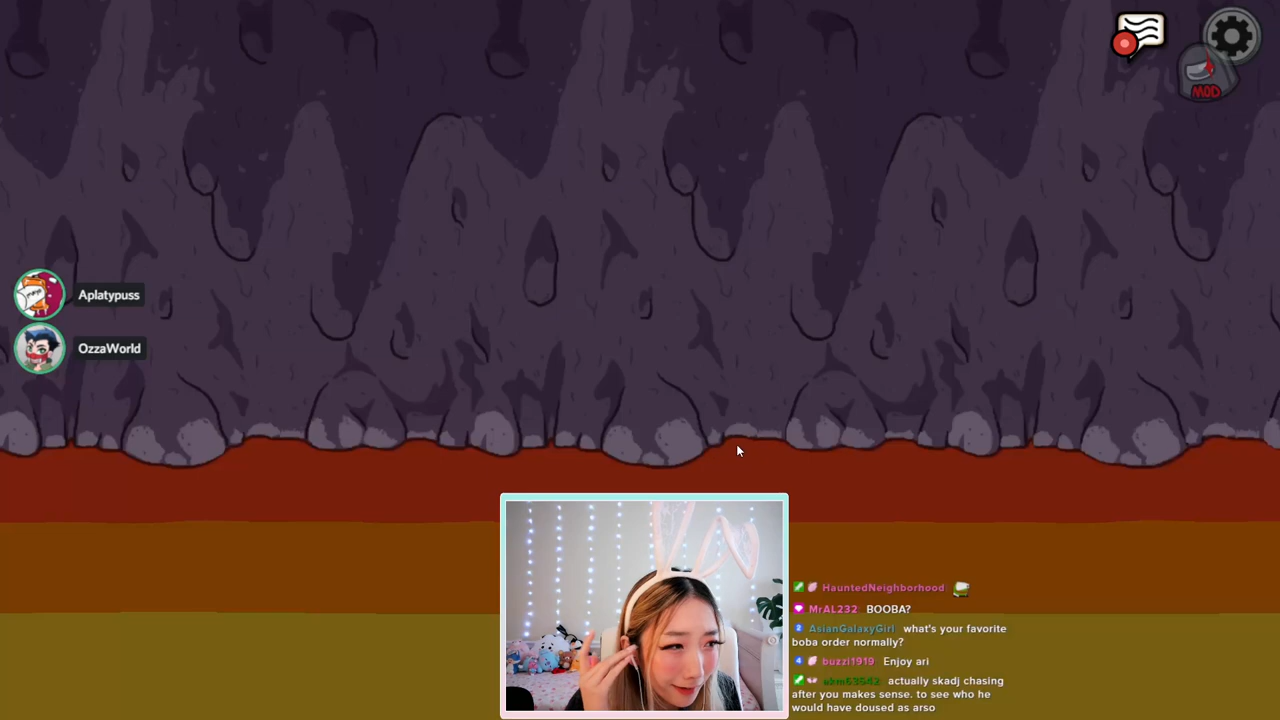 MOD
Aplatypuss
OzzaWorld
HauntedNeighborhood:
MrAL232 BOOBA?
AsianGalaxyGirl what's your favorite
boba order normally?
buzzi1919 Enjoy ari
akm63642 actually skadj chasing
after you makes sense. to see who he
would have doused as arso